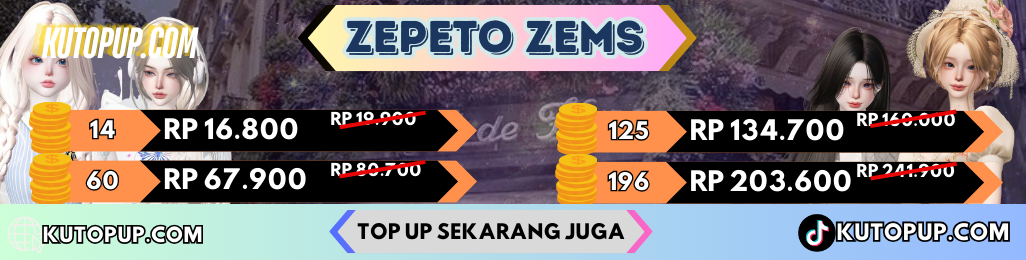 KUTOPUP.COM
ZEPETO ZEMS
14 RP 16.800 RP 19.900
60 RP 67.900 RP 80.700
125 RP 134.700 RP 160.000
196 RP 203.600 RP 241.900
KUTOPUP.COM
TOP UP SEKARANG JUGA
KUTOPUP.COM